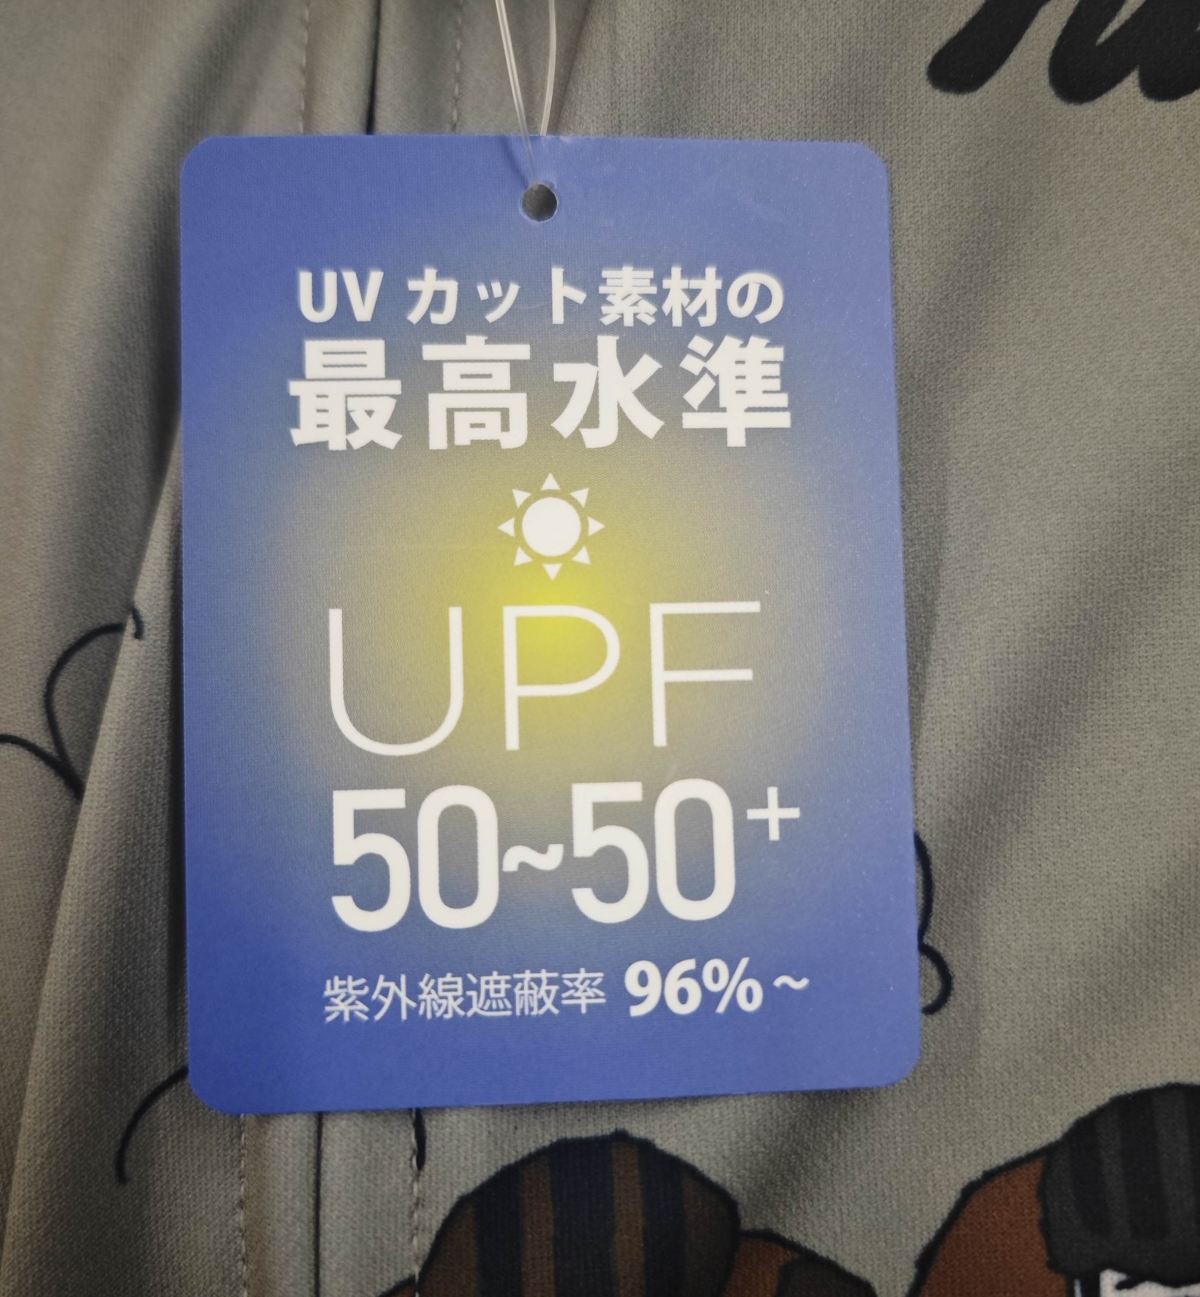 UV カット素材の
最高水準
UPF
50~50+
紫外線遮蔽率 96%~